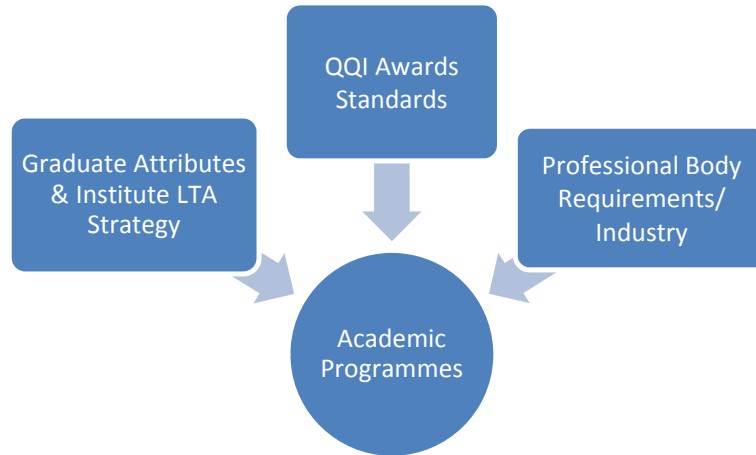 QQI Awards
Standards
Graduate Attributes
& Institute LTA
Strategy
Professional Body
Requirements/
Industry
Academic
Programmes